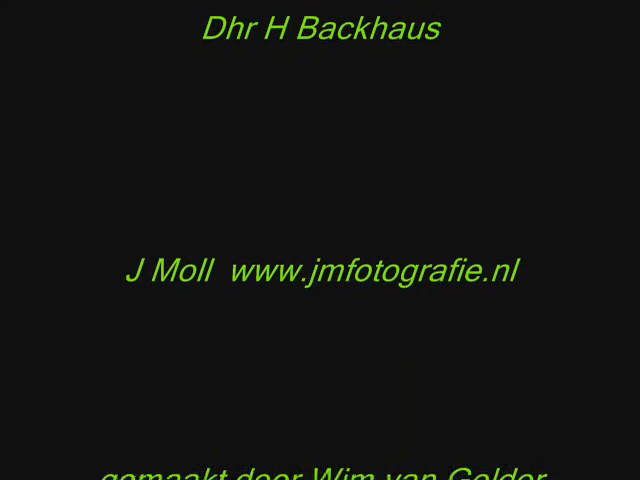 Dhr H Backhaus
J Moll www.jmfotografie.nl
gemaakt door Wim van Gelder